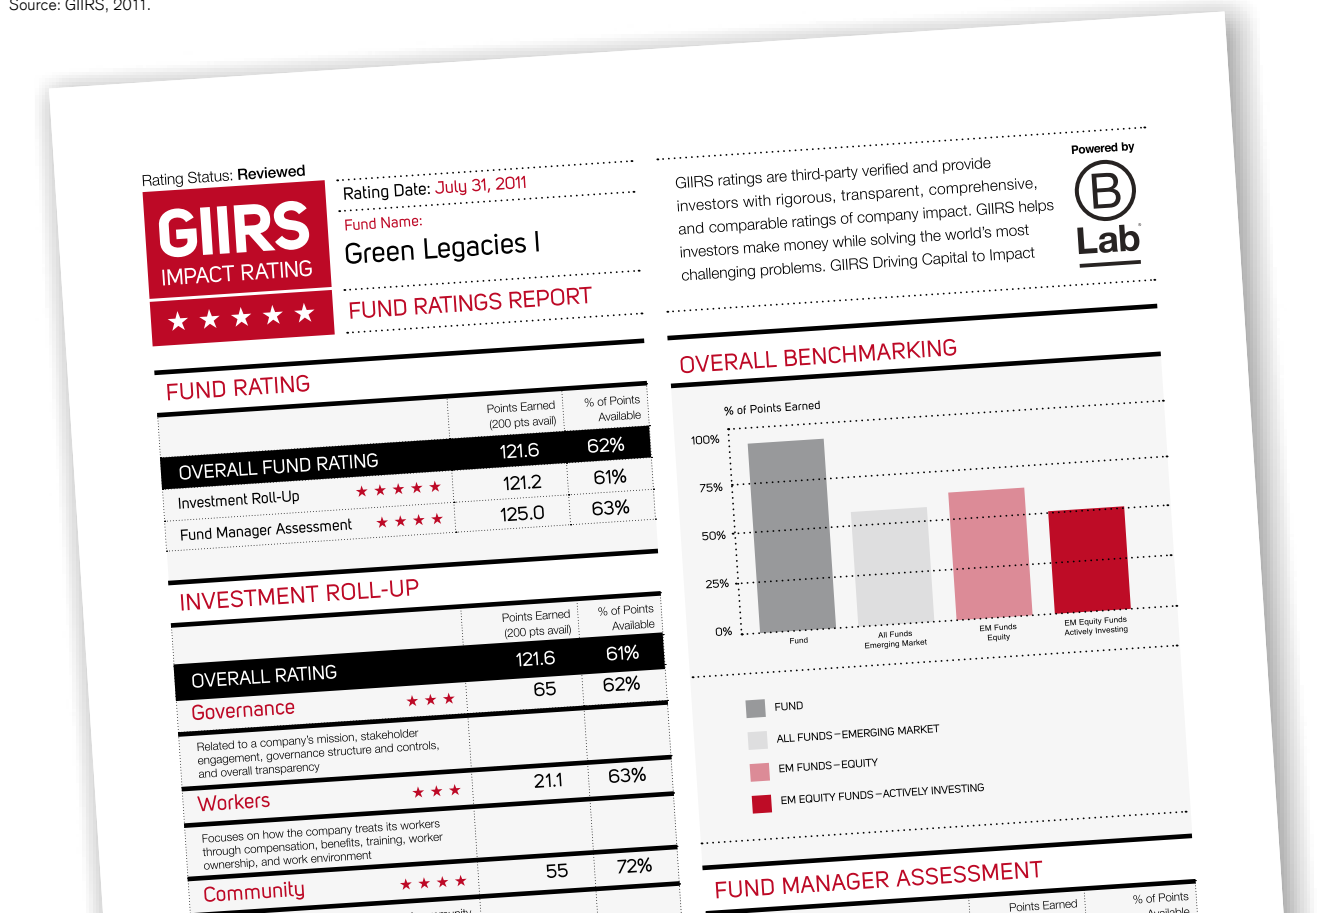 Source: GIIRS, 2011.
Rating Status: Reviewed
GIIRS
IMPACT RATING
Rating Date: July 31, 2011
Fund Name:
Green Legacies I
FUND RATINGS REPORT
GIIRS ratings are third-party verified and provide
investors with rigorous, transparent, comprehensive,
and comparable ratings of company impact. GIIRS helps
investors make money while solving the world's most
challenging problems. GIIRS Driving Capital to Impact
Powered by
B
Lab
FUND RATING
Points Earned
(200 pts avail)
% of Points
Available
OVERALL FUND RATING 121.6 62%
Investment Roll-Up ★ ★ ★ ★ ★ 121.2 61%
Fund Manager Assessment ★ ★ ★ ★ 125.0 63%
INVESTMENT ROLL-UP
Points Earned
(200 pts avail)
% of Points
Available
OVERALL RATING 121.6 61%
Governance ★ ★ ★ 65 62%
Related to a company's mission, stakeholder
engagement, governance structure and controls,
and overall transparency
Workers ★ ★ ★ 21.1 63%
Focuses on how the company treats its workers
through compensation, benefits, training, worker
ownership, and work environment
Community ★ ★ ★ ★ 55 72%
OVERALL BENCHMARKING
% of Points Earned
100%
75%
50%
25%
0%
Fund
All Funds
Emerging Market
EM Funds
Equity
EM Equity Funds
Actively Investing
FUND
ALL FUNDS–EMERGING MARKET
EM FUNDS–EQUITY
EM EQUITY FUNDS–ACTIVELY INVESTING
FUND MANAGER ASSESSMENT
Points Earned
% of Points
Available